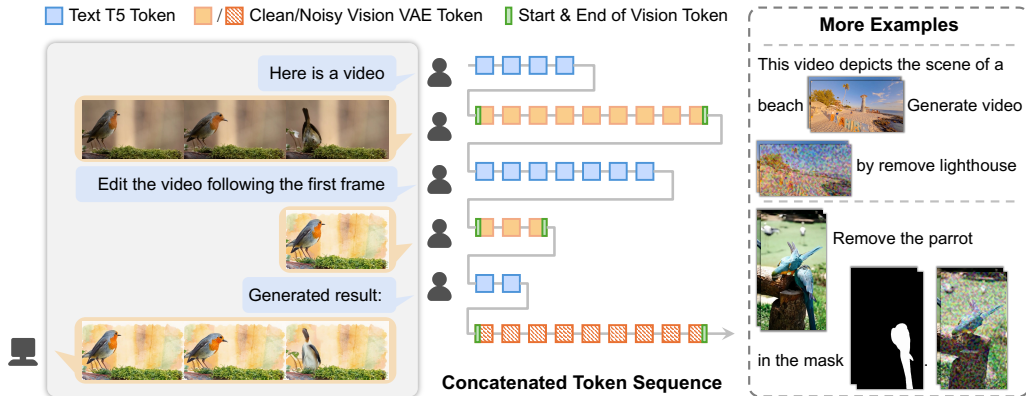 Text T5 Token / Clean/Noisy Vision VAE Token Start & End of Vision Token
Here is a video
Edit the video following the first frame
Generated result:
Concatenated Token Sequence
More Examples
This video depicts the scene of a
beach Generate video
by remove lighthouse
Remove the parrot
in the mask .